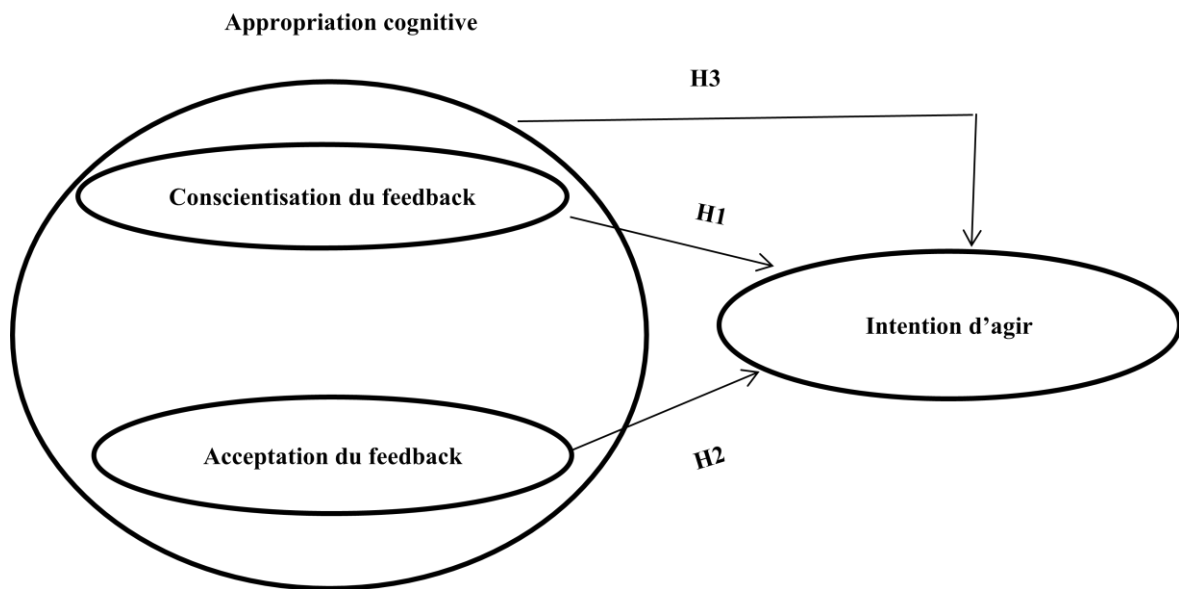 Appropriation cognitive
H3
Conscientisation du feedback
H1
Intention d'agir
Acceptation du feedback
H2